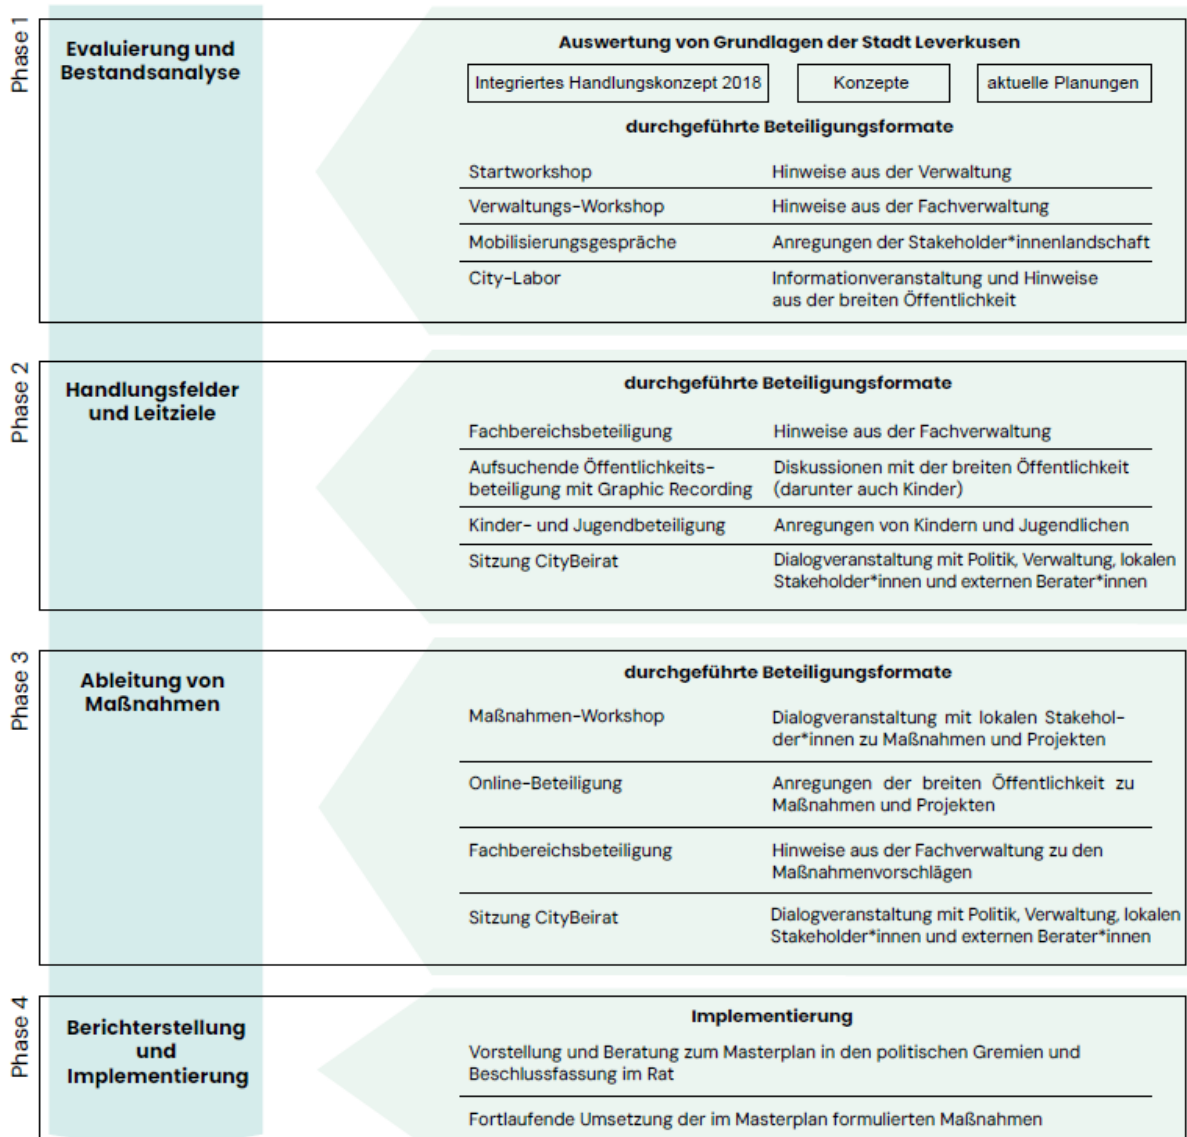 Phase 1
Evaluierung und
Bestandsanalyse
Auswertung von Grundlagen der Stadt Leverkusen
Integriertes Handlungskonzept 2018
Konzepte
aktuelle Planungen
durchgeführte Beteiligungsformate
Startworkshop
Hinweise aus der Verwaltung
Verwaltungs-Workshop
Hinweise aus der Fachverwaltung
Mobilisierungsgespräche
Anregungen der Stakeholder*innenlandschaft
City-Labor
Informationveranstaltung und Hinweise
aus der breiten Öffentlichkeit
Phase 2
Handlungsfelder
und Leitziele
durchgeführte Beteiligungsformate
Fachbereichsbeteiligung
Hinweise aus der Fachverwaltung
Aufsuchende Öffentlichkeits-
beteiligung mit Graphic Recording
Diskussionen mit der breiten Öffentlichkeit
(darunter auch Kinder)
Kinder- und Jugendbeteiligung
Anregungen von Kindern und Jugendlichen
Sitzung CityBeirat
Dialogveranstaltung mit Politik, Verwaltung, lokalen
Stakeholder*innen und externen Berater*innen
Phase 3
Ableitung von
Maßnahmen
durchgeführte Beteiligungsformate
Maßnahmen-Workshop
Dialogveranstaltung mit lokalen Stakehol-
der*innen zu Maßnahmen und Projekten
Online-Beteiligung
Anregungen der breiten Öffentlichkeit zu
Maßnahmen und Projekten
Fachbereichsbeteiligung
Hinweise aus der Fachverwaltung zu den
Maßnahmenvorschlägen
Sitzung CityBeirat
Dialogveranstaltung mit Politik, Verwaltung, lokalen
Stakeholder*innen und externen Berater*innen
Phase 4
Berichterstellung
und
Implementierung
Implementierung
Vorstellung und Beratung zum Masterplan in den politischen Gremien und
Beschlussfassung im Rat
Fortlaufende Umsetzung der im Masterplan formulierten Maßnahmen